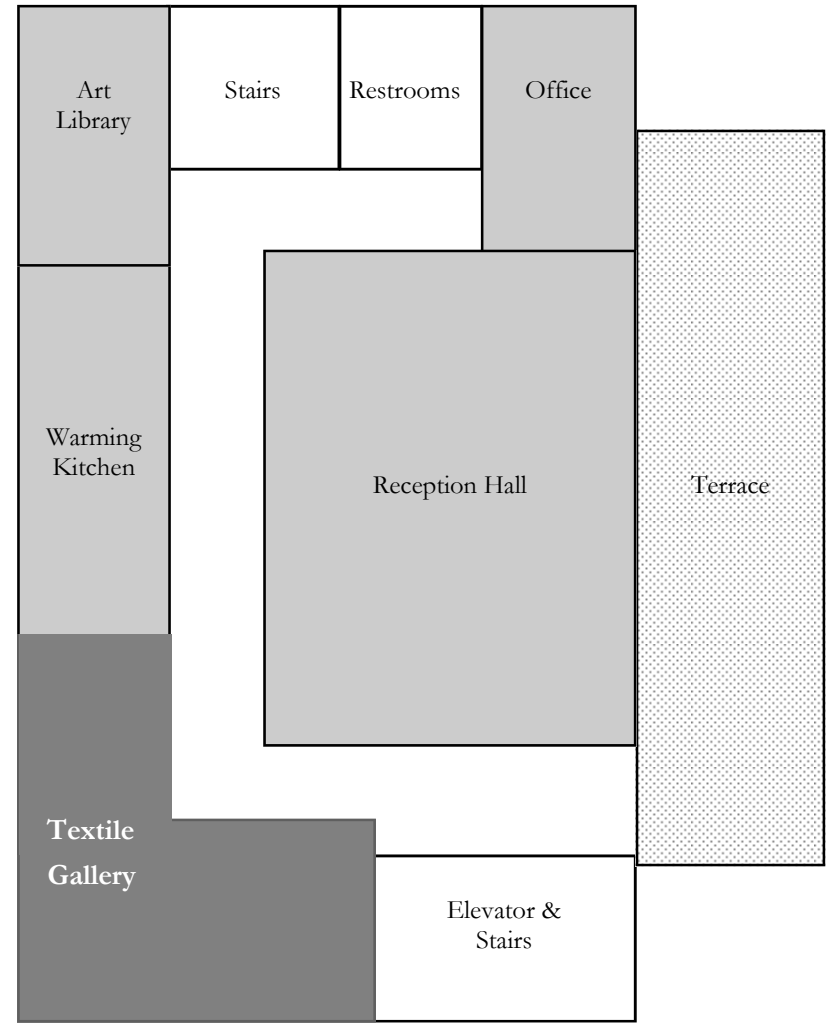 Art
Library
Stairs
Restrooms
Office
Warming
Kitchen
Reception Hall
Terrace
Textile
Gallery
Elevator &
Stairs